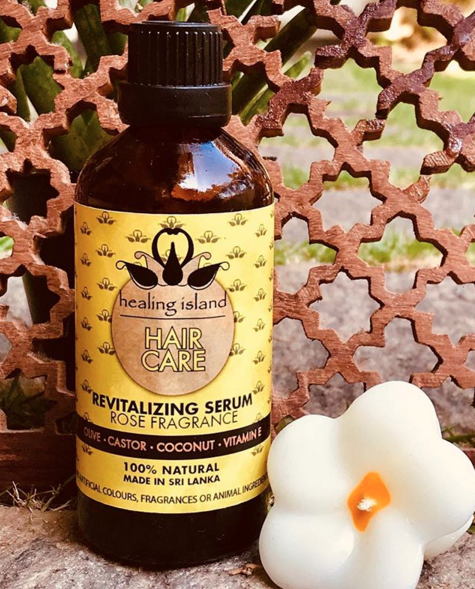 healing island
HAIR
CARE
REVITALIZING SERUM
ROSE FRAGRANCE
OLIVE • CASTOR • COCONUT • VITAMIN E
100% NATURAL
MADE IN SRI LANKA
COLOURS, FRAGRANCES OR ANIMAL